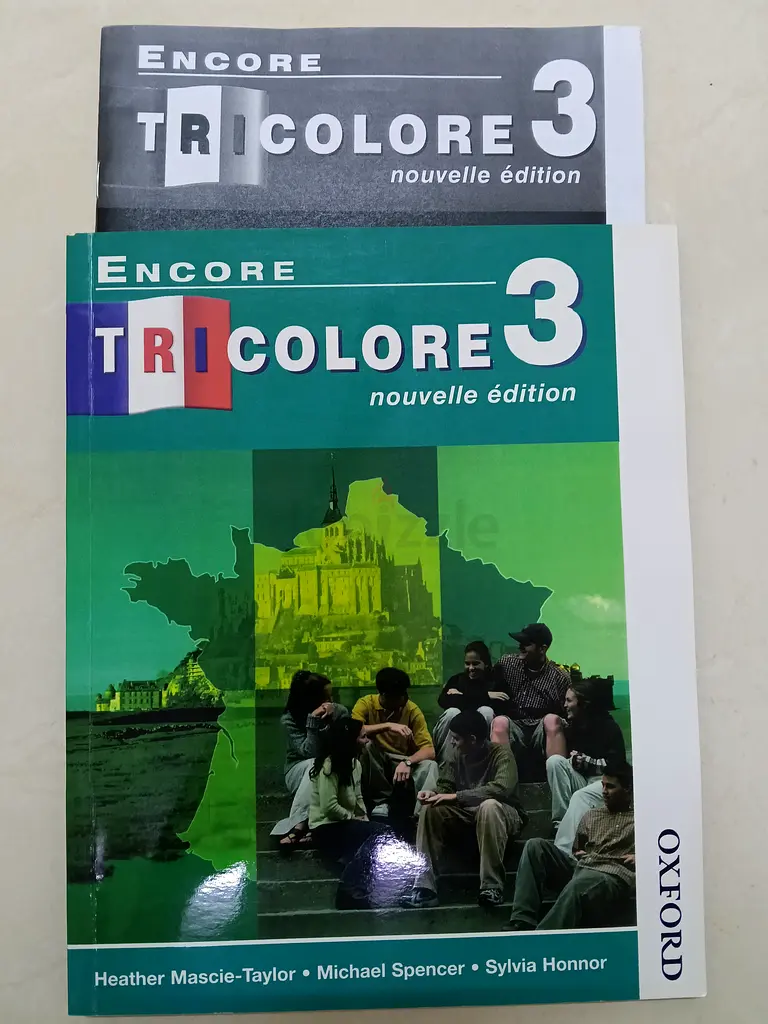 ENCORE
TRICOLORE 3
nouvelle édition
ENCORE
TRICOLORE 3
nouvelle édition
Heather Mascie-Taylor • Michael Spencer • Sylvia Honnor
OXFORD